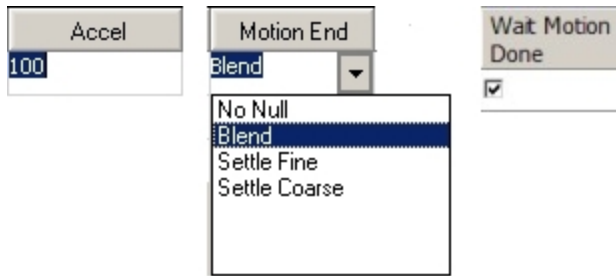 Accel
100
Motion End
Blend
No Null
Blend
Settle Fine
Settle Coarse
Wait Motion
Done